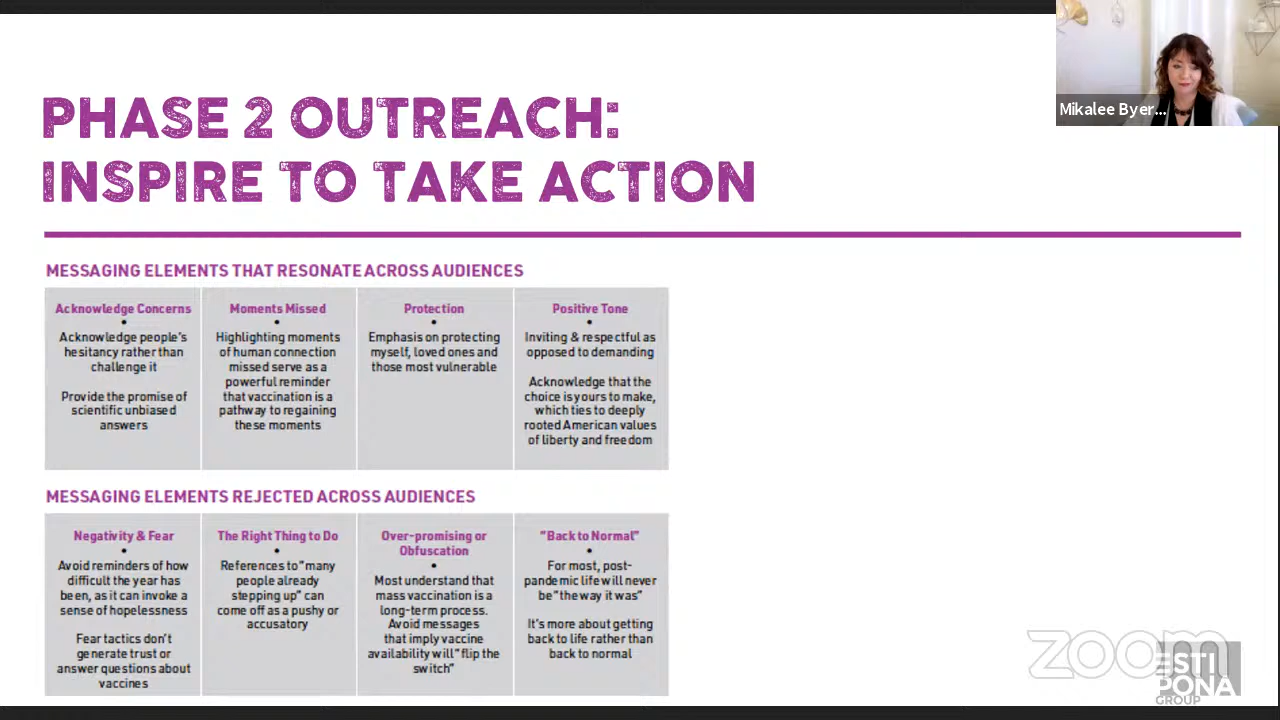 Mikalee Byer...
PHASE 2 OUTREACH:
INSPIRE TO TAKE ACTION
MESSAGING ELEMENTS THAT RESONATE ACROSS AUDIENCES
Acknowledge Concerns
•
Acknowledge people's
hesitancy rather than
challenge it
Provide the promise of
scientific unbiased
answers
Moments Missed
•
Highlighting moments
of human connection
missed serve as a
powerful reminder
that vaccination is a
pathway to regaining
these moments
Protection
•
Emphasis on protecting
myself, loved ones and
those most vulnerable
Positive Tone
•
Inviting & respectful as
opposed to demanding
Acknowledge that the
choice is yours to make,
which ties to deeply
rooted American values
of liberty and freedom
MESSAGING ELEMENTS REJECTED ACROSS AUDIENCES
Negativity & Fear
•
Avoid reminders of how
difficult the year has
been, as it can invoke a
sense of hopelessness
Fear tactics don't
generate trust or
answer questions about
vaccines
The Right Thing to Do
•
References to "many
people already
stepping up" can
come off as a pushy or
accusatory
Over-promising or
Obfuscation
•
Most understand that
mass vaccination is a
long-term process.
Avoid messages
that imply vaccine
availability will "flip the
switch"
"Back to Normal"
•
For most, post-
pandemic life will never
be "the way it was"
It's more about getting
back to life rather than
back to normal
zoom
ESTI
PONA
GROUP